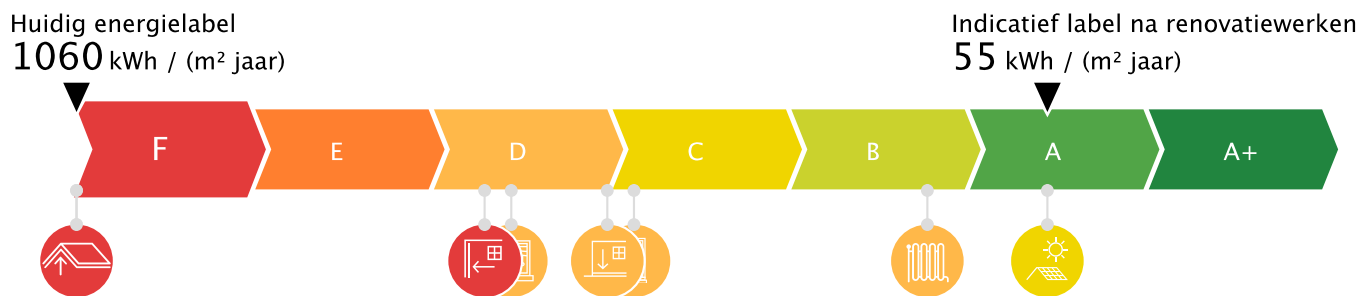 Huidig energielabel
1060 kWh / (m² jaar)
Indicatief label na renovatiewerken
55 kWh / (m² jaar)
F E D C B A A+